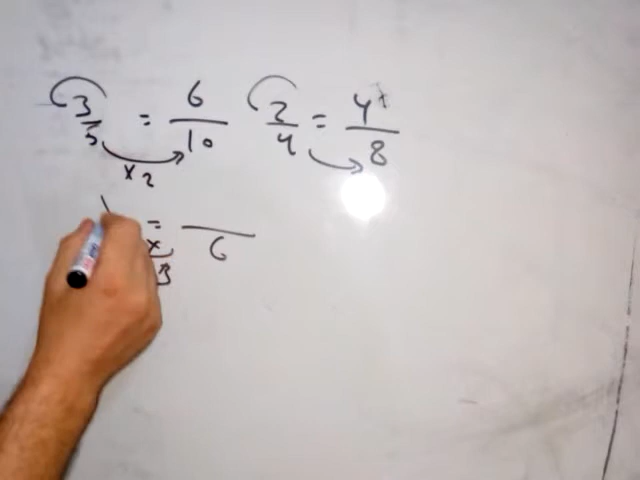 3/5 = 6/10 2/4 = 4/8
x2
= /6
x3